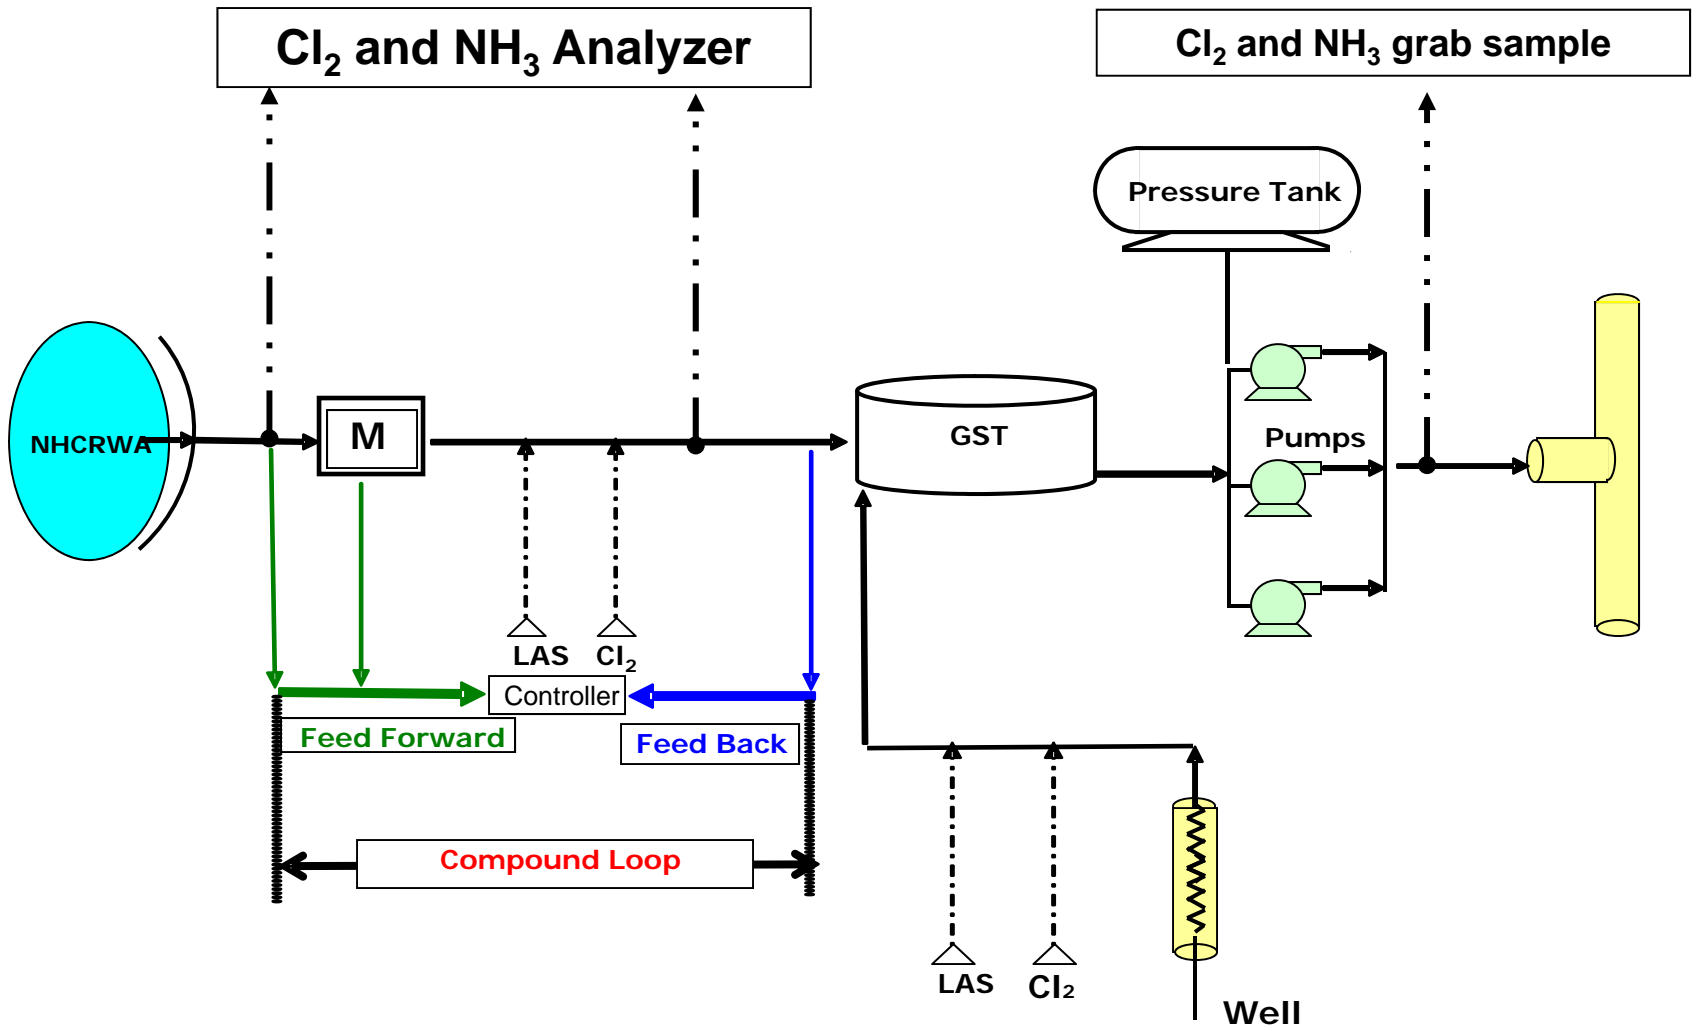 Cl₂ and NH₃ Analyzer
Cl₂ and NH₃ grab sample
Pressure Tank
NHCRWA
M
GST
Pumps
LAS
Cl₂
Controller
Feed Forward
Feed Back
Compound Loop
LAS
Cl₂
Well